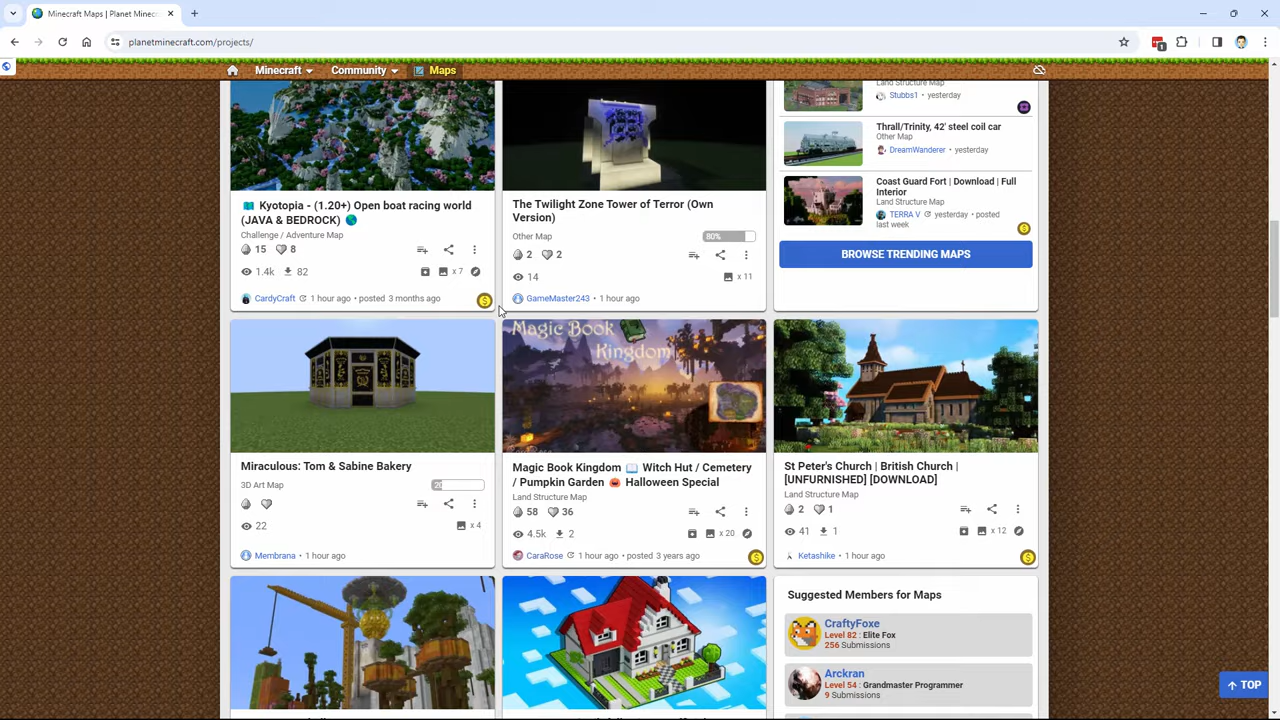 Minecraft Maps | Planet Minec
planetminecraft.com/projects/
1
Minecraft
Community
Maps
Kyotopia - (1.20+) Open boat racing world
(JAVA & BEDROCK)
Challenge / Adventure Map
15 8
1.4k 82 x 7
CardyCraft 1 hour ago • posted 3 months ago
The Twilight Zone Tower of Terror (Own
Version)
Other Map 80%
2 2
14 x 11
GameMaster243 • 1 hour ago
Land Structure Map
Stubbs1 • yesterday
Thrall/Trinity, 42' steel coil car
Other Map
DreamWanderer • yesterday
Coast Guard Fort | Download | Full
Interior
Land Structure Map
TERRA V yesterday • posted
last week
BROWSE TRENDING MAPS
Miraculous: Tom & Sabine Bakery
3D Art Map 20
22 x 4
Membrana • 1 hour ago
Magic Book
Kingdom
Magic Book Kingdom Witch Hut / Cemetery
/ Pumpkin Garden Halloween Special
Land Structure Map
58 36
4.5k 2 x 20
CaraRose 1 hour ago • posted 3 years ago
St Peter's Church | British Church |
[UNFURNISHED] [DOWNLOAD]
Land Structure Map
2 1
41 1 x 12
Ketashike • 1 hour ago
Suggested Members for Maps
CraftyFoxe
Level 82 : Elite Fox
256 Submissions
Arckran
Level 54 : Grandmaster Programmer
9 Submissions
TOP